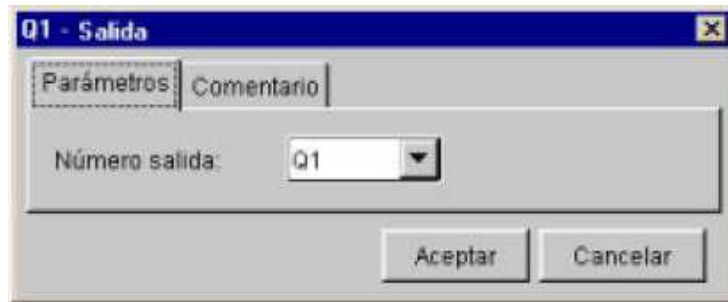 Q1 - Salida
Parámetros Comentario
Número salida: Q1
Aceptar Cancelar